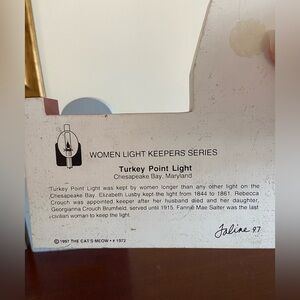 WOMEN LIGHT KEEPERS SERIES
Turkey Point Light
Chesapeake Bay, Maryland
Turkey Point Light was kept by women longer than any other light on the
Chesapeake Bay. Elizabeth Lusby kept the light from 1844 to 1861. Rebecca
Crouch was appointed keeper after her husband died and her daughter,
Georgianna Crouch Brumfield, served until 1915. Fannie Mae Salter was the last
civilian woman to keep the light.
Faline 97
© 1997 THE CAT'S MEOW • # 1972